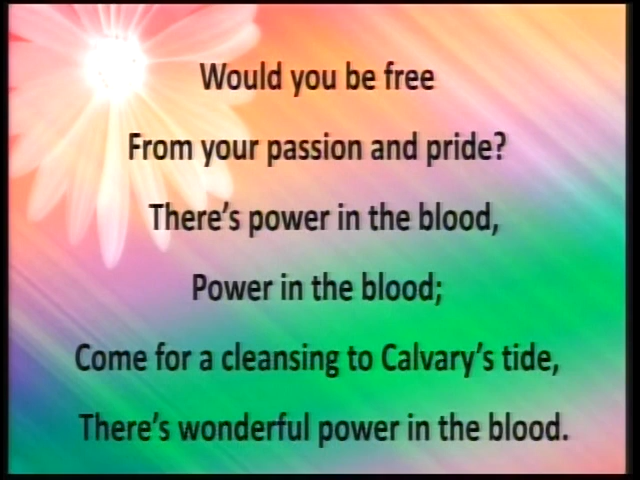 Would you be free
From your passion and pride?
There's power in the blood,
Power in the blood;
Come for a cleansing to Calvary's tide,
There's wonderful power in the blood.